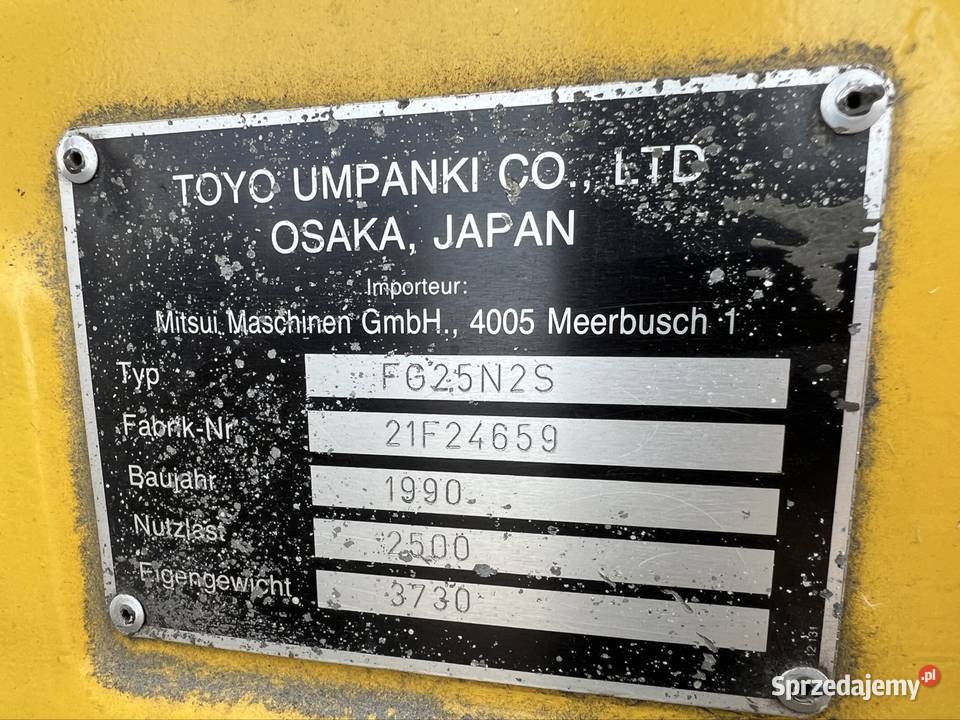 TOYO UMPANKI CO., LTD
OSAKA, JAPAN
Importeur:
Mitsui Maschinen GmbH., 4005 Meerbusch 1
Typ FG25N2S
Fabrik-Nr 21F24659
Baujahr 1990
Nutzlast 2500
Eigengewicht 3730
Sprzedajemy.pl